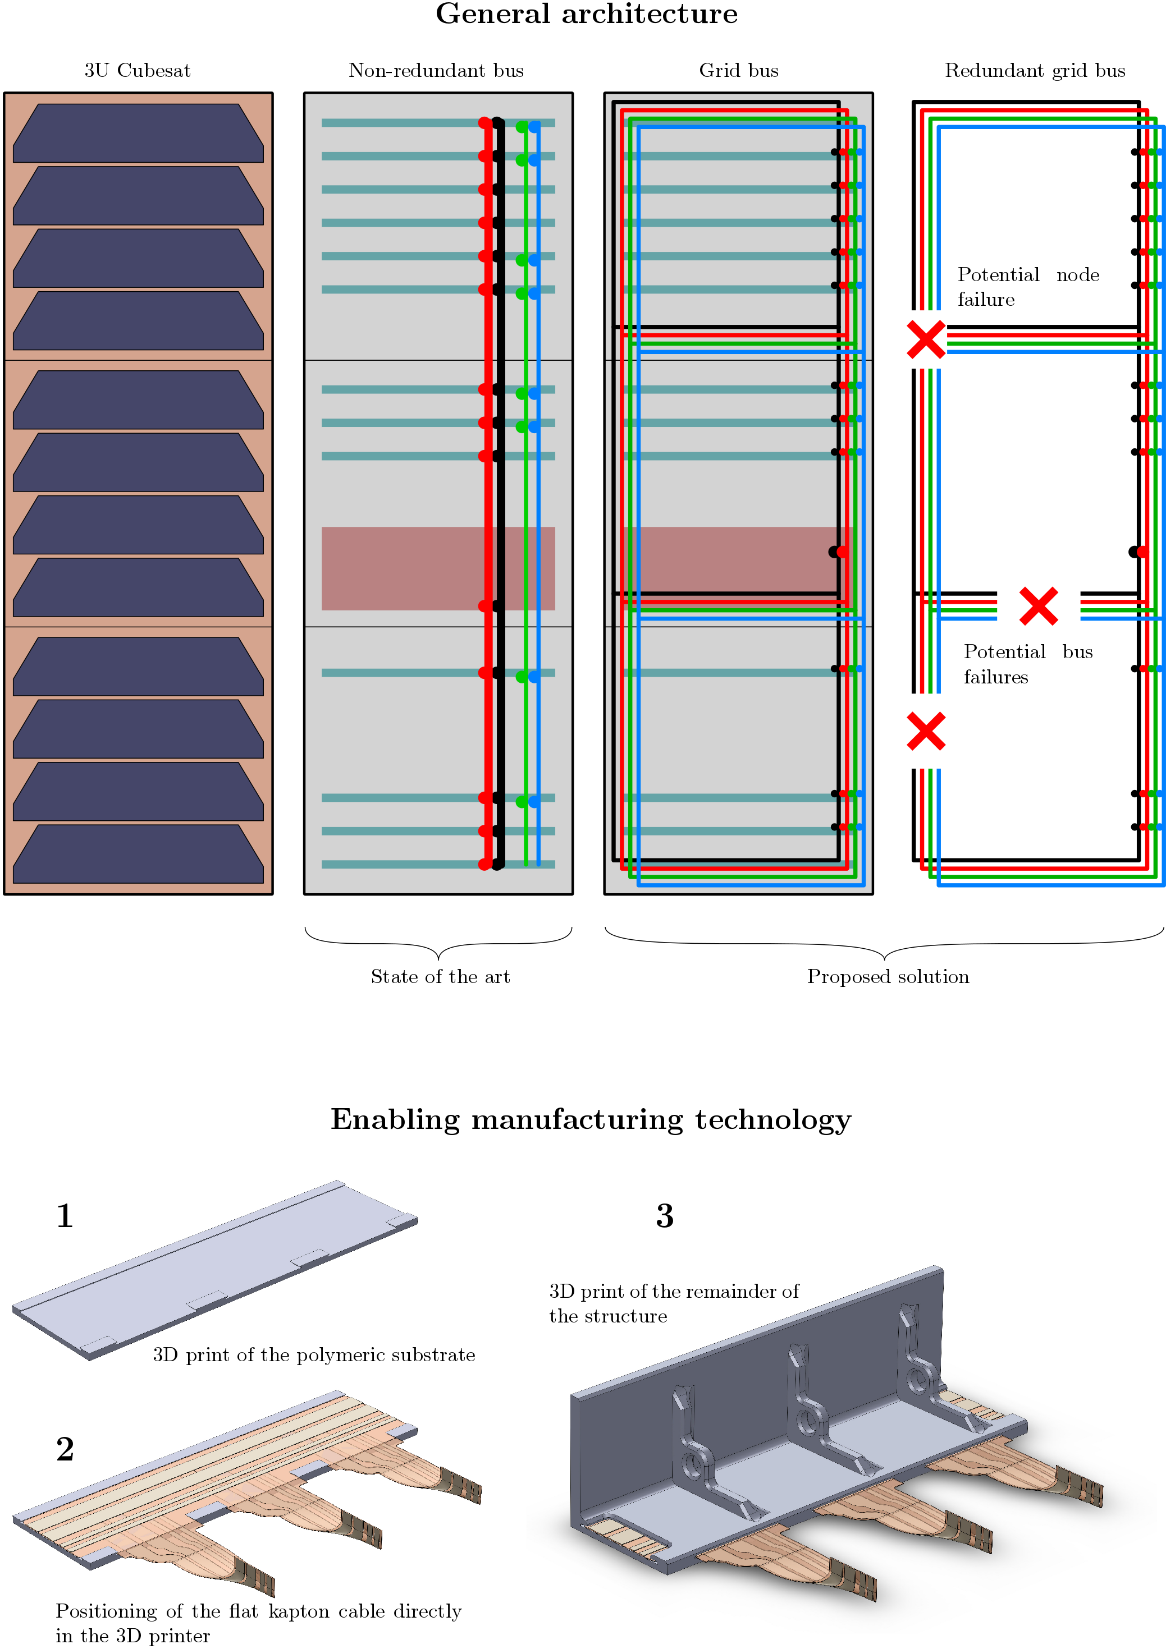 General architecture
3U Cubesat
Non-redundant bus
Grid bus
Redundant grid bus
Potential node
failure
Potential bus
failures
State of the art
Proposed solution
Enabling manufacturing technology
1
3D print of the polymeric substrate
2
Positioning of the flat kapton cable directly
in the 3D printer
3
3D print of the remainder of
the structure